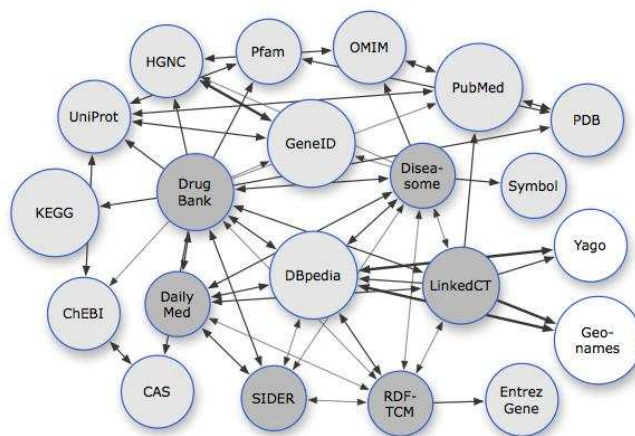 Pfam
OMIM
HGNC
PubMed
UniProt
PDB
GeneID
Disea-
some
Drug
Bank
Symbol
KEGG
Yago
DBpedia
LinkedCT
Daily
Med
ChEBI
Geo-
names
CAS
SIDER
RDF-
TCM
Entrez
Gene